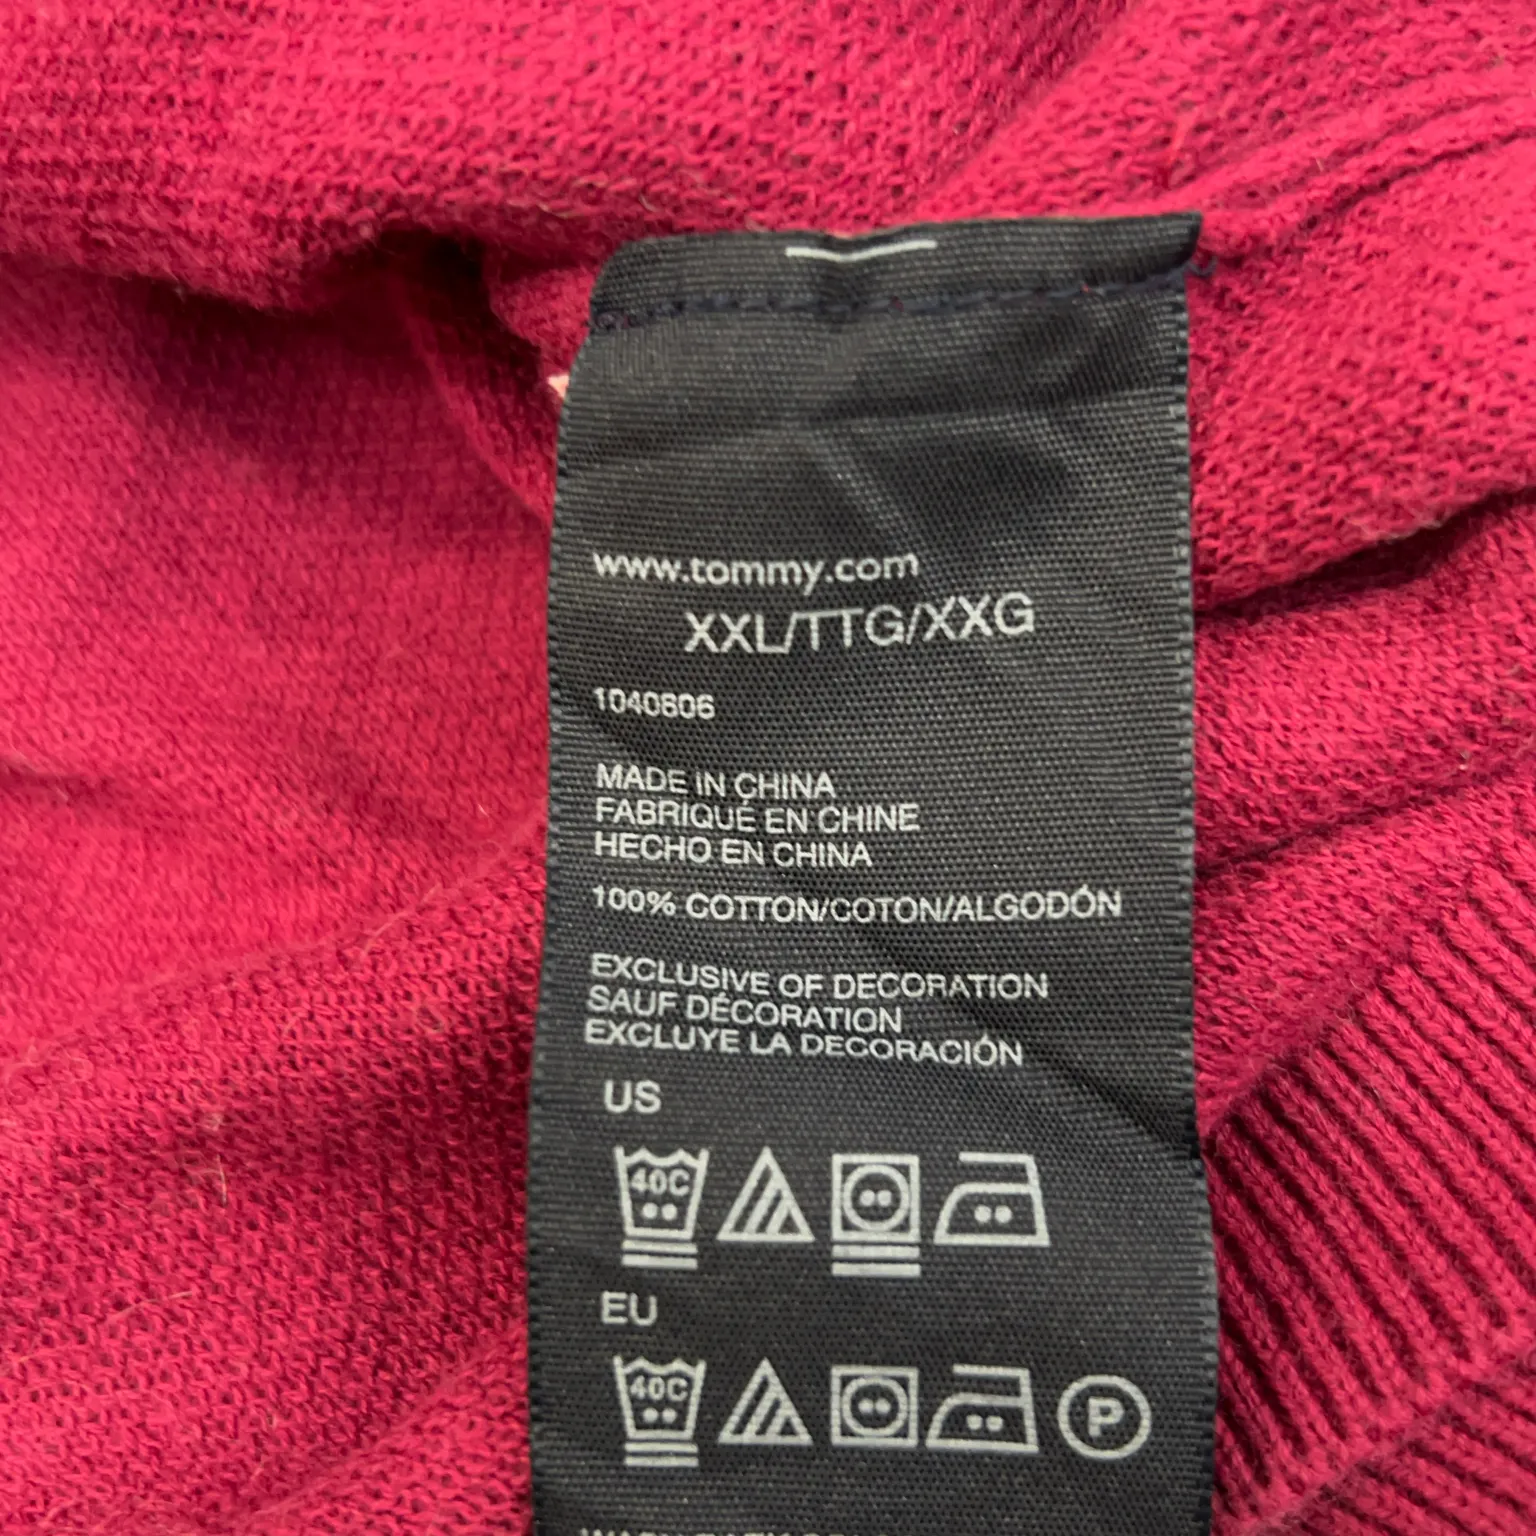 www.tommy.com
XXL/TTG/XXG
1040806
MADE IN CHINA
FABRIQUÉ EN CHINE
HECHO EN CHINA
100% COTTON/COTON/ALGODÓN
EXCLUSIVE OF DECORATION
SAUF DÉCORATION
EXCLUYE LA DECORACIÓN
US
40C
EU
40C
P